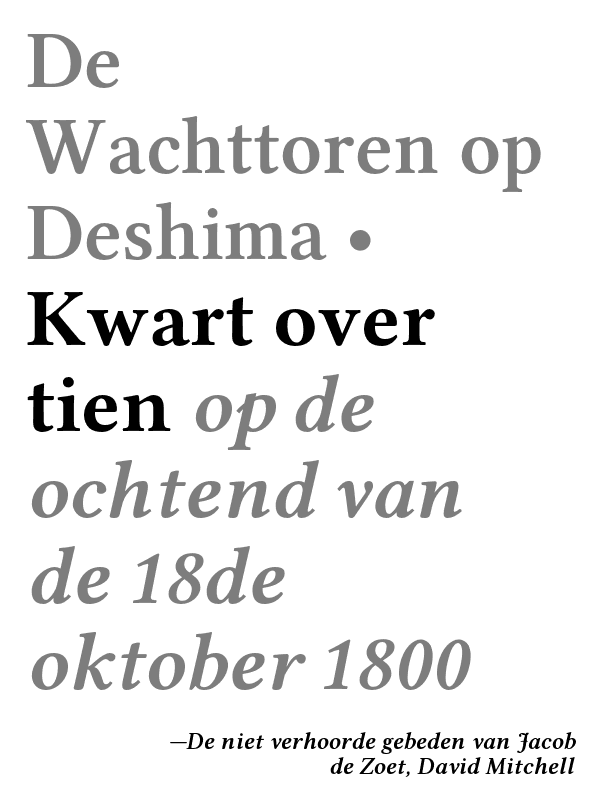 De
Wachttoren op
Deshima •
Kwart over
tien op de
ochtend van
de 18de
oktober 1800
—De niet verhoorde gebeden van Jacob
de Zoet, David Mitchell